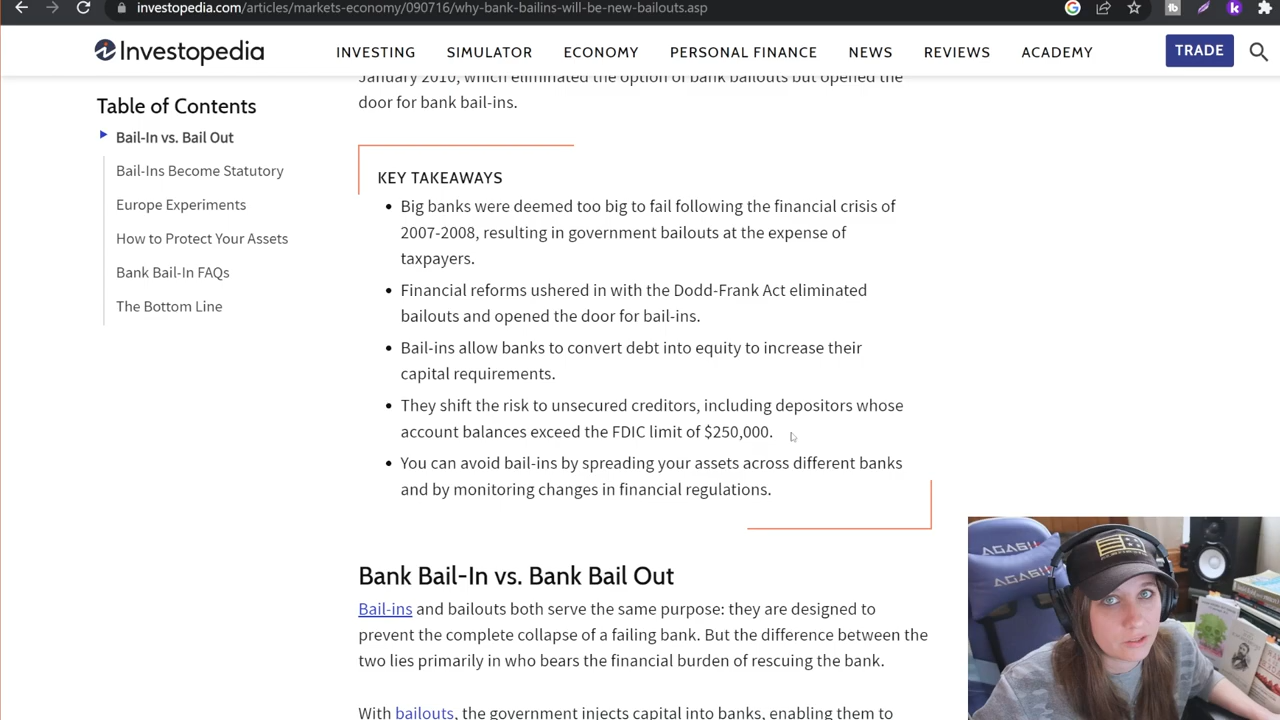 investopedia.com/articles/markets-economy/090716/why-bank-bailins-will-be-new-bailouts.asp
Investopedia
INVESTING
SIMULATOR
ECONOMY
PERSONAL FINANCE
NEWS
REVIEWS
ACADEMY
TRADE
Table of Contents
Bail-In vs. Bail Out
Bail-Ins Become Statutory
Europe Experiments
How to Protect Your Assets
Bank Bail-In FAQs
The Bottom Line
January 2010, which eliminated the option of bank bailouts but opened the
door for bank bail-ins.
KEY TAKEAWAYS
Big banks were deemed too big to fail following the financial crisis of
2007-2008, resulting in government bailouts at the expense of
taxpayers.
Financial reforms ushered in with the Dodd-Frank Act eliminated
bailouts and opened the door for bail-ins.
Bail-ins allow banks to convert debt into equity to increase their
capital requirements.
They shift the risk to unsecured creditors, including depositors whose
account balances exceed the FDIC limit of $250,000.
You can avoid bail-ins by spreading your assets across different banks
and by monitoring changes in financial regulations.
Bank Bail-In vs. Bank Bail Out
Bail-ins and bailouts both serve the same purpose: they are designed to
prevent the complete collapse of a failing bank. But the difference between the
two lies primarily in who bears the financial burden of rescuing the bank.
With bailouts, the government injects capital into banks, enabling them to